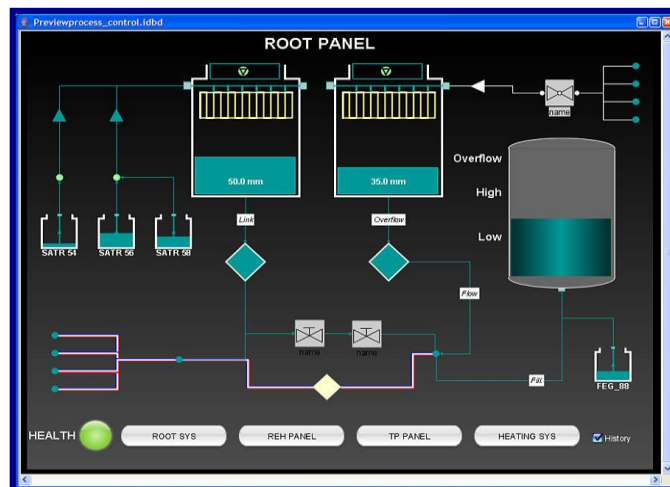 Previewprocess_control.idbd
ROOT PANEL
name
Overflow
High
Low
50.0 mm
35.0 mm
Link
Overflow
SATR 54
SATR 56
SATR 58
Flow
name
name
Fill
FEG_88
HEALTH
ROOT SYS
REH PANEL
TP PANEL
HEATING SYS
History